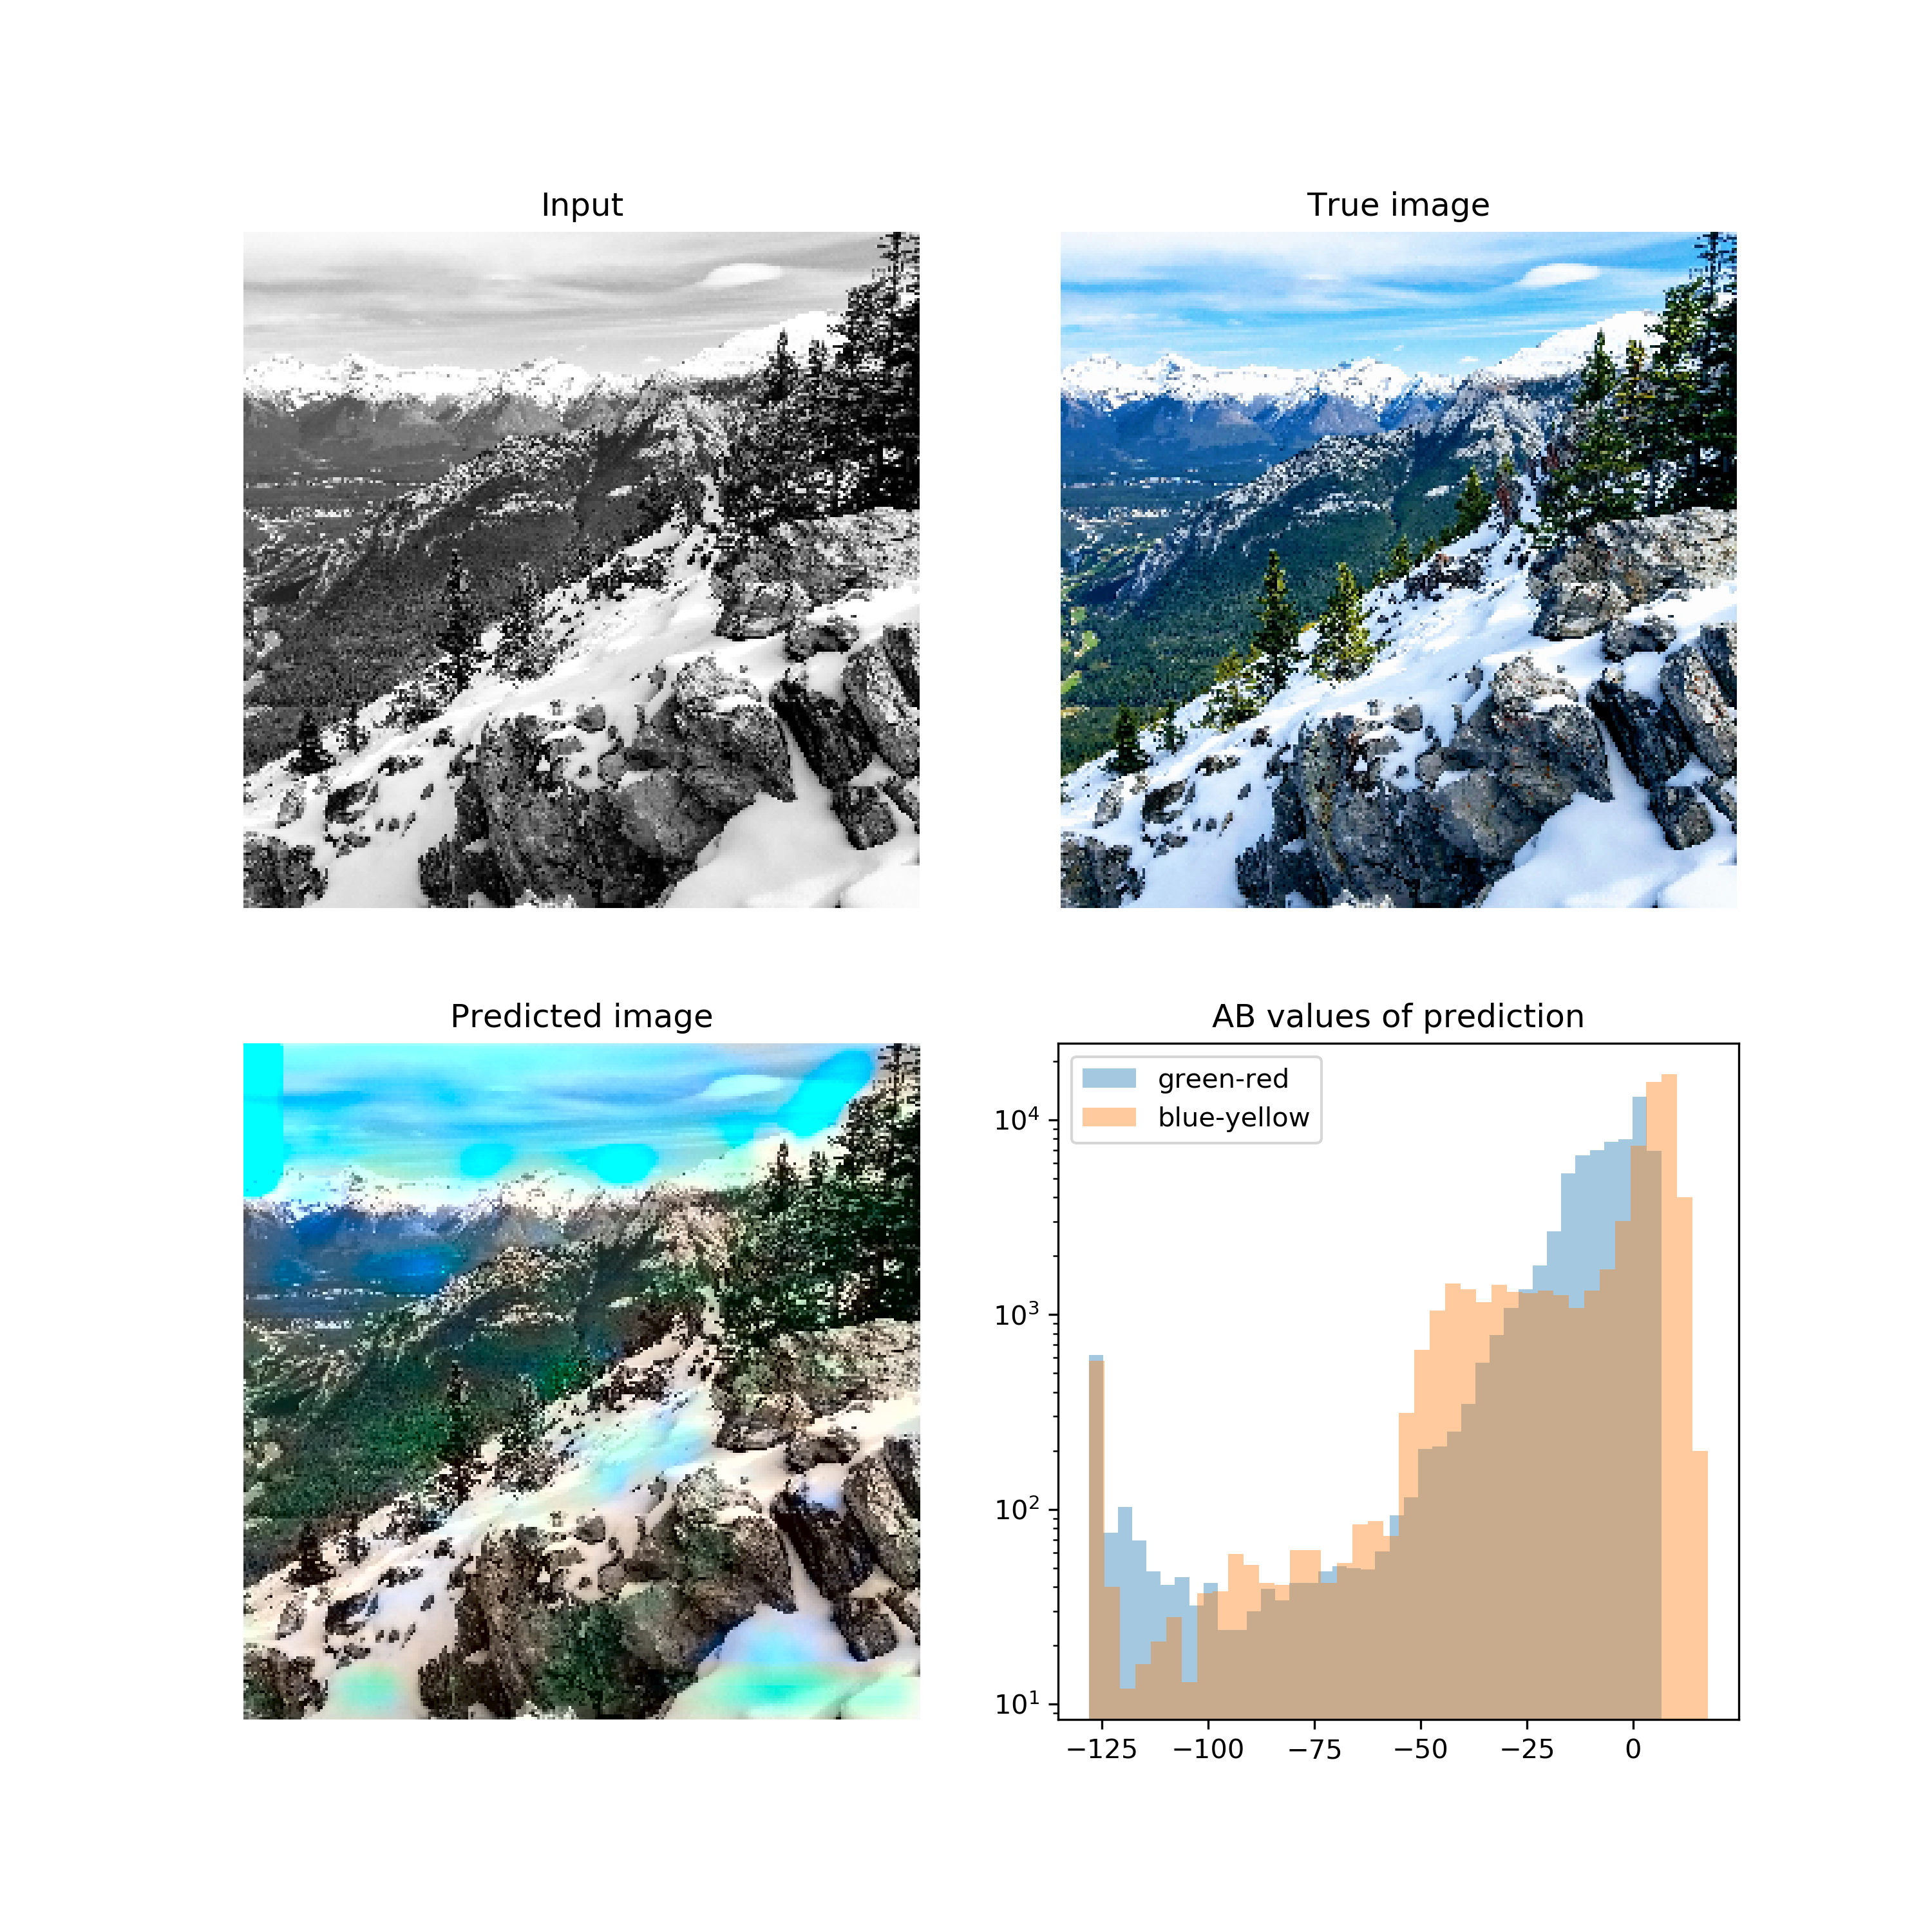 Input
True image
Predicted image
AB values of prediction
green-red
blue-yellow
10⁴
10³
10²
10¹
−125
−100
−75
−50
−25
0